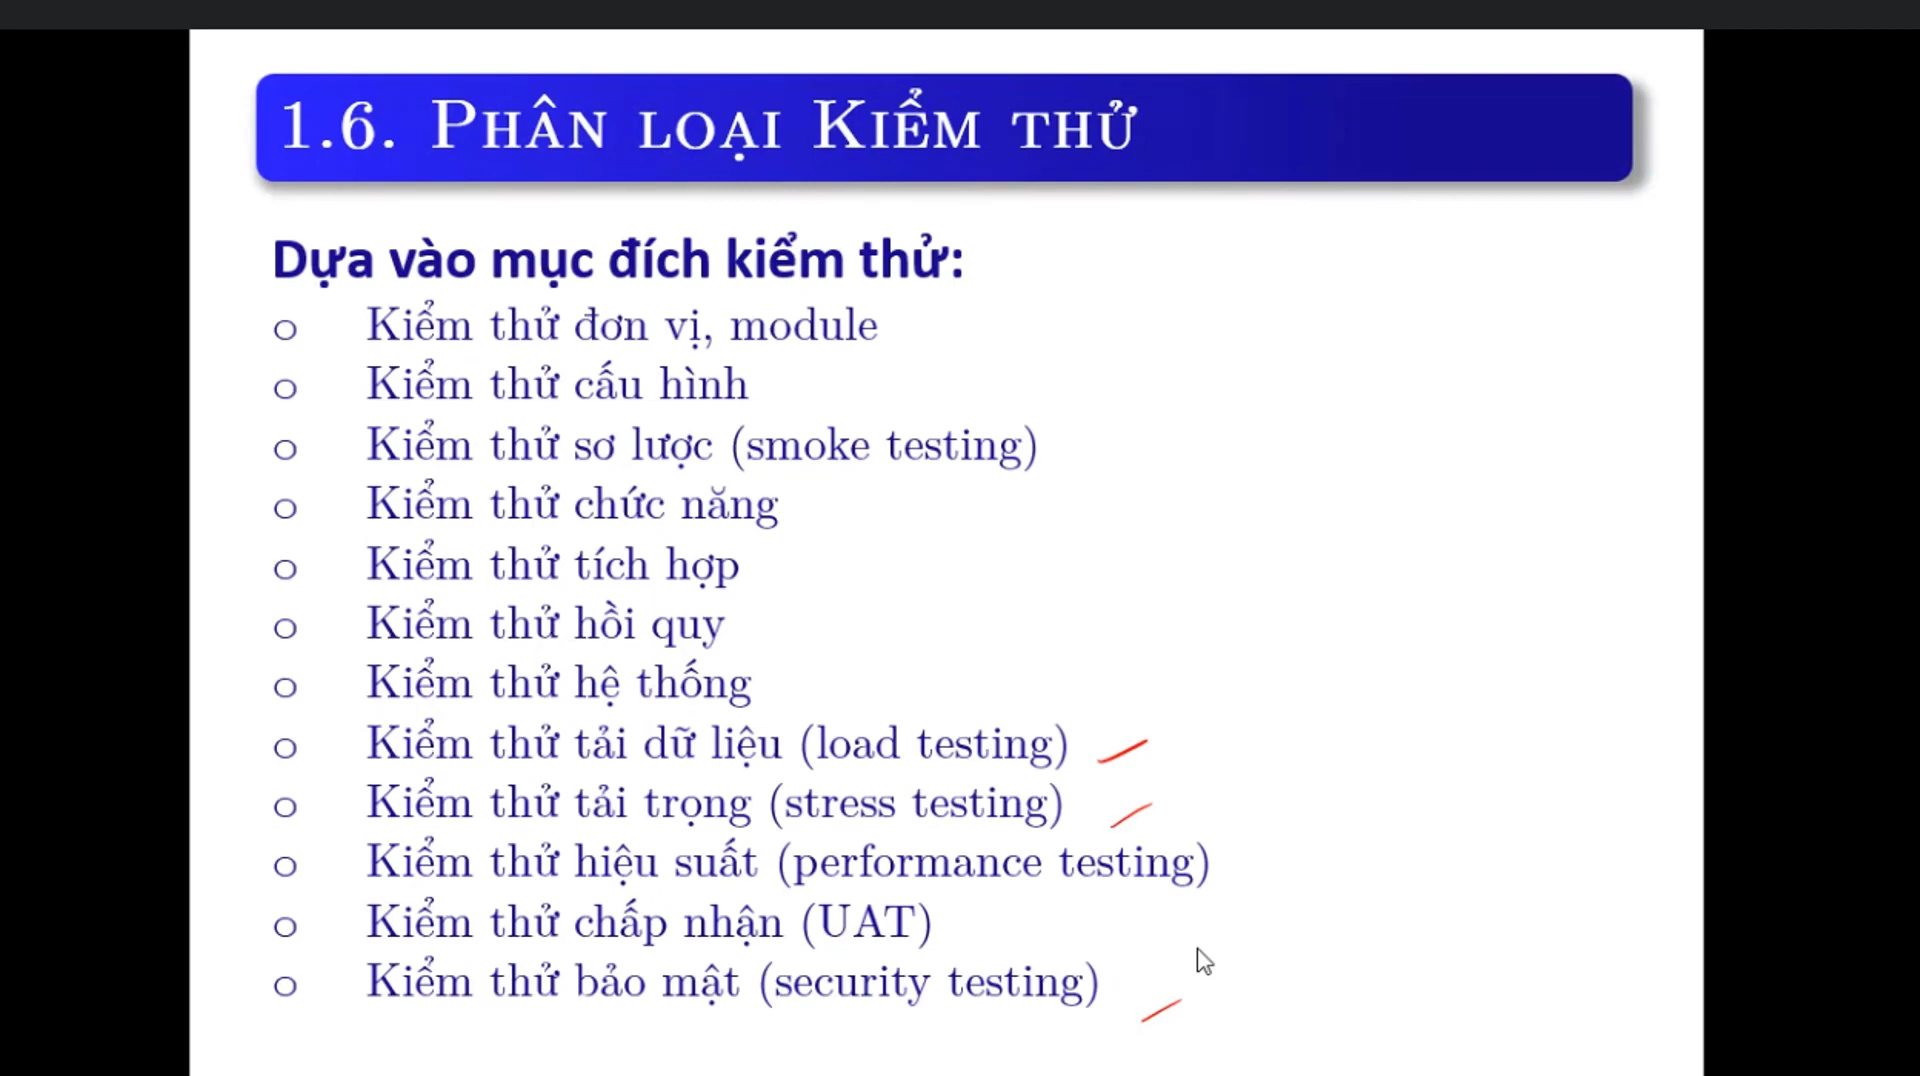 1.6. Phân loại Kiểm thử
Dựa vào mục đích kiểm thử:
o Kiểm thử đơn vị, module
o Kiểm thử cấu hình
o Kiểm thử sơ lược (smoke testing)
o Kiểm thử chức năng
o Kiểm thử tích hợp
o Kiểm thử hồi quy
o Kiểm thử hệ thống
o Kiểm thử tải dữ liệu (load testing)
o Kiểm thử tải trọng (stress testing)
o Kiểm thử hiệu suất (performance testing)
o Kiểm thử chấp nhận (UAT)
o Kiểm thử bảo mật (security testing)